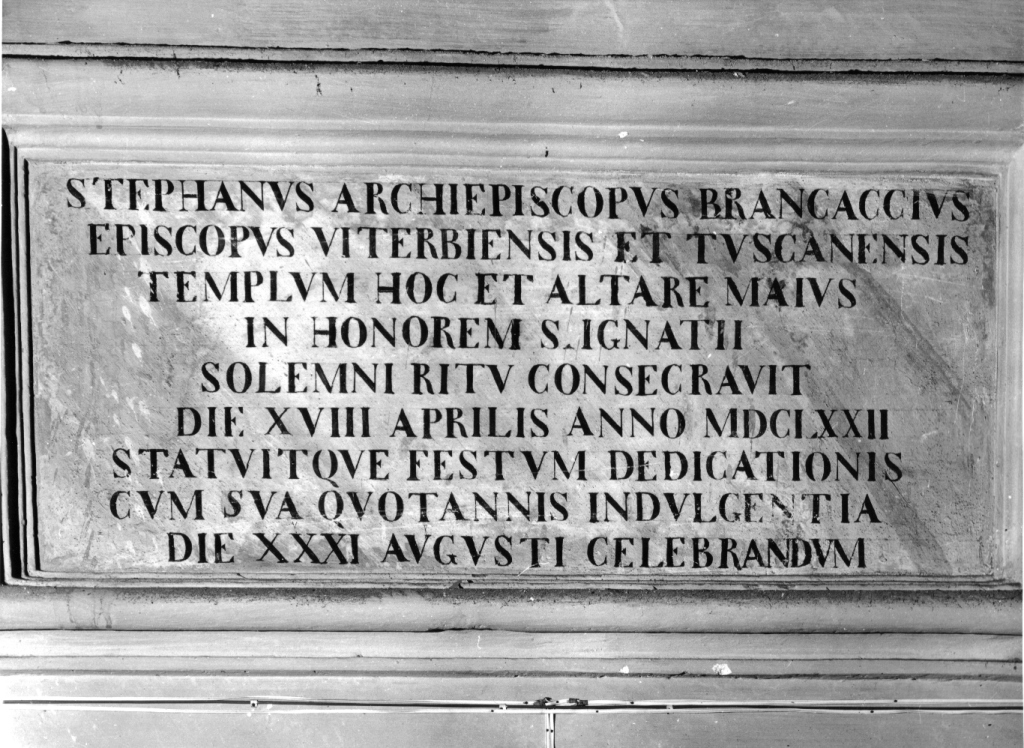 STEPHANVS ARCHIEPISCOPVS BRANCACCIVS
EPISCOPVS VITERBIENSIS ET TVSCANENSIS
TEMPLVM HOC ET ALTARE MAIVS
IN HONOREM S. IGNATII
SOLEMNI RITV CONSECRAVIT
DIE XVIII APRILIS ANNO MDCLXXII
STATVITQVE FESTVM DEDICATIONIS
CVM SVA QVOTANNIS INDVLGENTIA
DIE XXXI AVGVSTI CELEBRANDVM